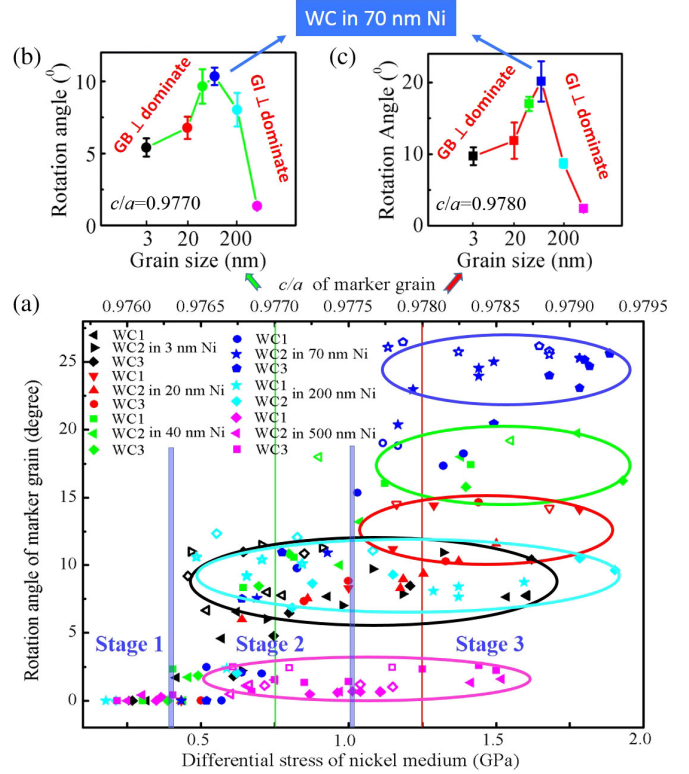 WC in 70 nm Ni
(b)
(c)
Rotation angle (⁰)
10
5
0
GB ⊥ dominate
GI ⊥ dominate
c/a=0.9770
3 20 200
Grain size (nm)
Rotation Angle (⁰)
20
10
0
GB ⊥ dominate
GI ⊥ dominate
c/a=0.9780
3 20 200
Grain size (nm)
c/a of marker grain
(a)
0.9760 0.9765 0.9770 0.9775 0.9780 0.9785 0.9790 0.9795
Rotation angle of marker grain (degree)
25
20
15
10
5
0
WC1
WC2 in 3 nm Ni
WC3
WC1
WC2 in 20 nm Ni
WC3
WC1
WC2 in 40 nm Ni
WC3
WC1
WC2 in 70 nm Ni
WC3
WC1
WC2 in 200 nm Ni
WC1
WC2 in 500 nm Ni
WC3
Stage 1 Stage 2 Stage 3
0.5 1.0 1.5 2.0
Differential stress of nickel medium (GPa)